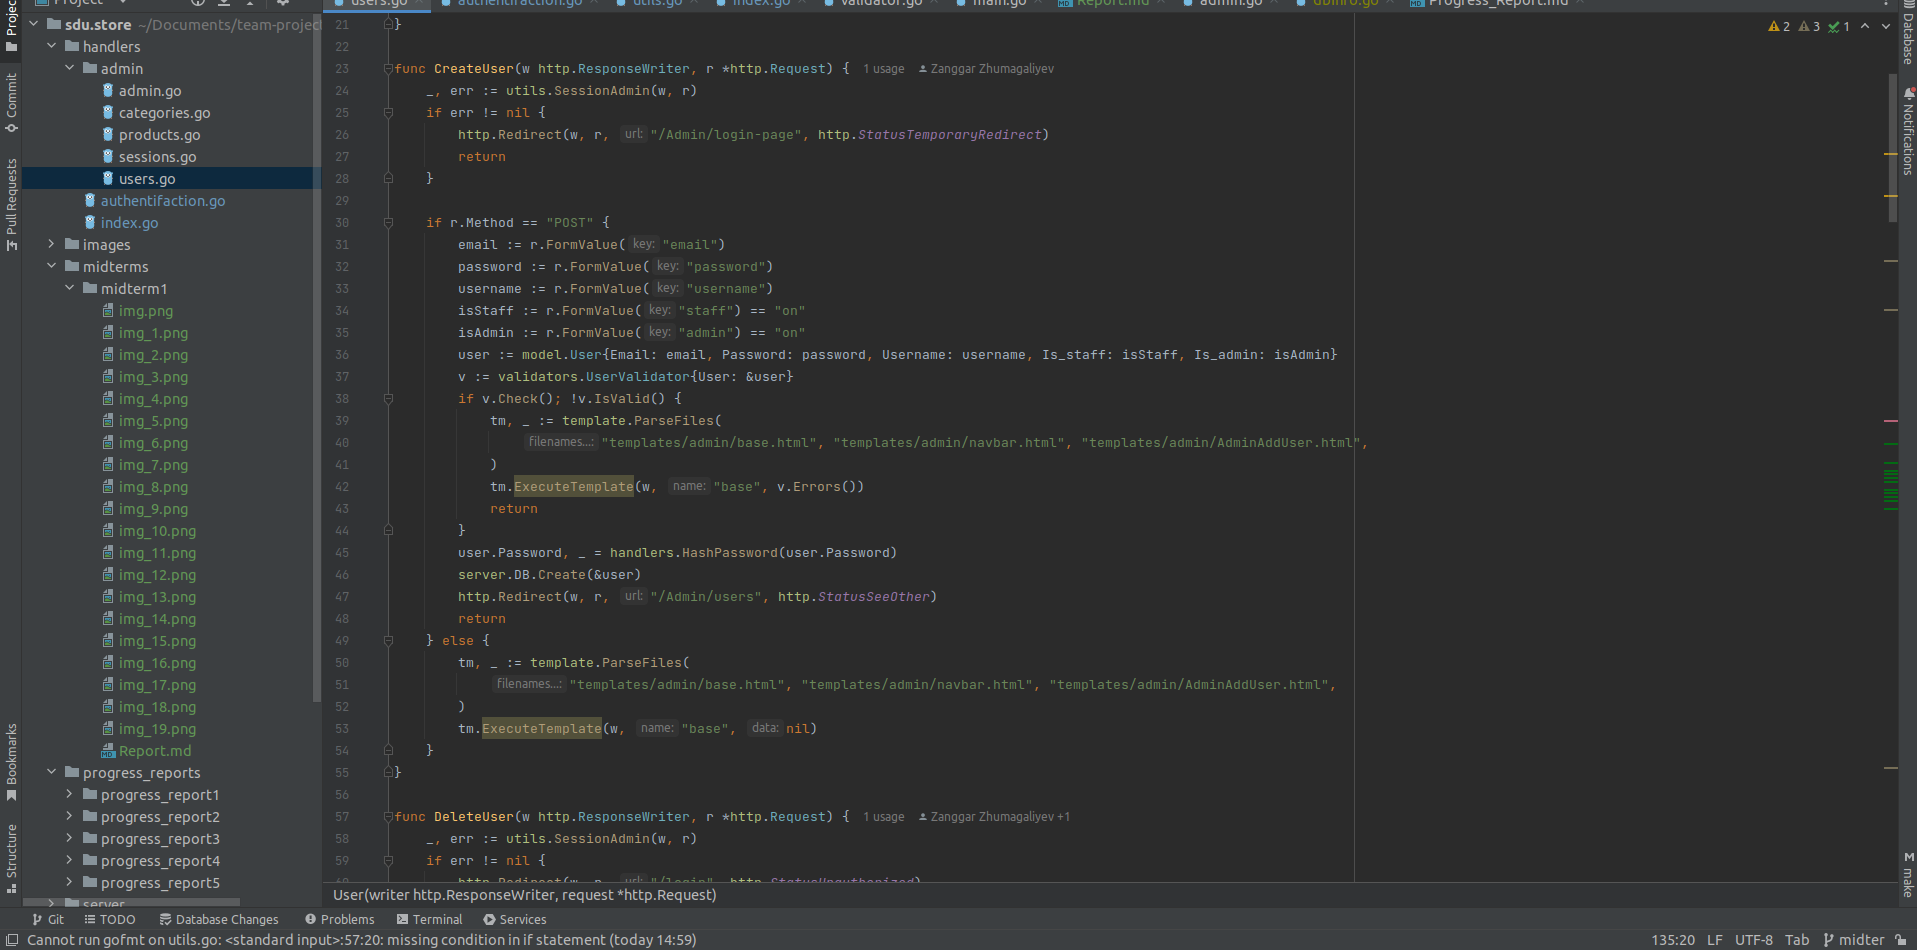 Project
users.go authentifaction.go utils.go index.go validator.go main.go Report.md admin.go dbinfo.go Progress_Report.md
Project
Commit
Pull Requests
Bookmarks
Structure
sdu.store ~/Documents/team-projec
handlers
admin
admin.go
categories.go
products.go
sessions.go
users.go
authentifaction.go
index.go
images
midterms
midterm1
img.png
img_1.png
img_2.png
img_3.png
img_4.png
img_5.png
img_6.png
img_7.png
img_8.png
img_9.png
img_10.png
img_11.png
img_12.png
img_13.png
img_14.png
img_15.png
img_16.png
img_17.png
img_18.png
img_19.png
Report.md
progress_reports
progress_report1
progress_report2
progress_report3
progress_report4
progress_report5
server
2 3 1
21 }
22
23 func CreateUser(w http.ResponseWriter, r *http.Request) { 1 usage Zanggar Zhumagaliyev
24 _, err := utils.SessionAdmin(w, r)
25 if err != nil {
26 http.Redirect(w, r, url: "/Admin/login-page", http.StatusTemporaryRedirect)
27 return
28 }
29
30 if r.Method == "POST" {
31 email := r.FormValue( key: "email")
32 password := r.FormValue( key: "password")
33 username := r.FormValue( key: "username")
34 isStaff := r.FormValue( key: "staff") == "on"
35 isAdmin := r.FormValue( key: "admin") == "on"
36 user := model.User{Email: email, Password: password, Username: username, Is_staff: isStaff, Is_admin: isAdmin}
37 v := validators.UserValidator{User: &user}
38 if v.Check(); !v.IsValid() {
39 tm, _ := template.ParseFiles(
40 filenames...: "templates/admin/base.html", "templates/admin/navbar.html", "templates/admin/AdminAddUser.html",
41 )
42 tm.ExecuteTemplate(w, name: "base", v.Errors())
43 return
44 }
45 user.Password, _ = handlers.HashPassword(user.Password)
46 server.DB.Create(&user)
47 http.Redirect(w, r, url: "/Admin/users", http.StatusSeeOther)
48 return
49 } else {
50 tm, _ := template.ParseFiles(
51 filenames...: "templates/admin/base.html", "templates/admin/navbar.html", "templates/admin/AdminAddUser.html",
52 )
53 tm.ExecuteTemplate(w, name: "base", data: nil)
54 }
55 }
56
57 func DeleteUser(w http.ResponseWriter, r *http.Request) { 1 usage Zanggar Zhumagaliyev +1
58 _, err := utils.SessionAdmin(w, r)
59 if err != nil {
60 http.Redirect(w, r, url: "/login", http.StatusUnauthorized)
User(writer http.ResponseWriter, request *http.Request)
Database
Notifications
M make
Git TODO Database Changes Problems Terminal Services
Cannot run gofmt on utils.go: <standard input>:57:20: missing condition in if statement (today 14:59)
135:20 LF UTF-8 Tab midter